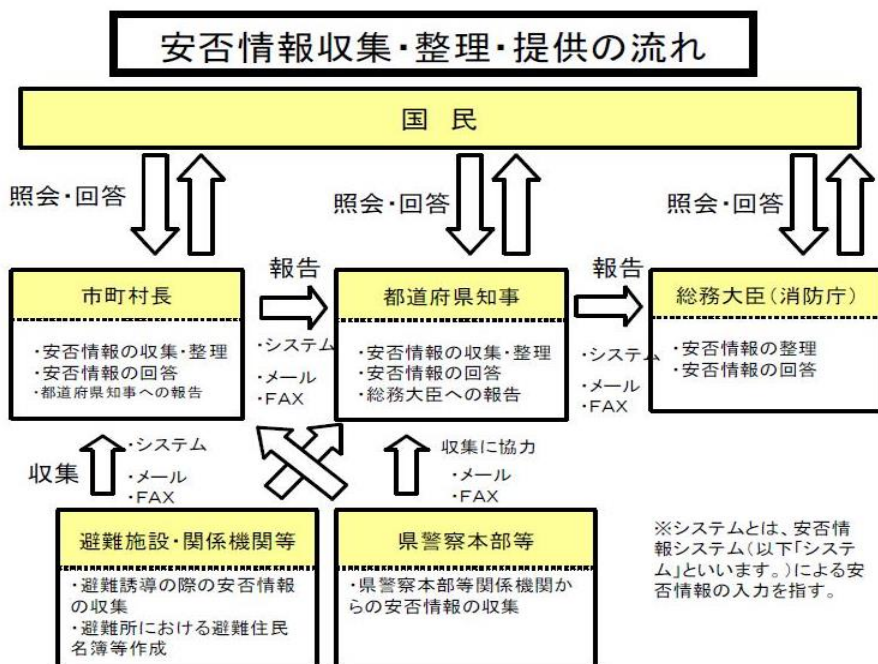 安否情報収集・整理・提供の流れ
国 民
照会・回答
照会・回答
照会・回答
市町村長
・安否情報の収集・整理
・安否情報の回答
・都道府県知事への報告
報告
・システム
・メール
・FAX
都道府県知事
・安否情報の収集・整理
・安否情報の回答
・総務大臣への報告
報告
・システム
・メール
・FAX
総務大臣(消防庁)
・安否情報の整理
・安否情報の回答
収集
・システム
・メール
・FAX
収集に協力
・メール
・FAX
避難施設・関係機関等
・避難誘導の際の安否情報
の収集
・避難所における避難住民
名簿等作成
県警察本部等
・県警察本部等関係機関か
らの安否情報の収集
※システムとは、安否情
報システム(以下「システ
ム」といいます。)による安
否情報の入力を指す。